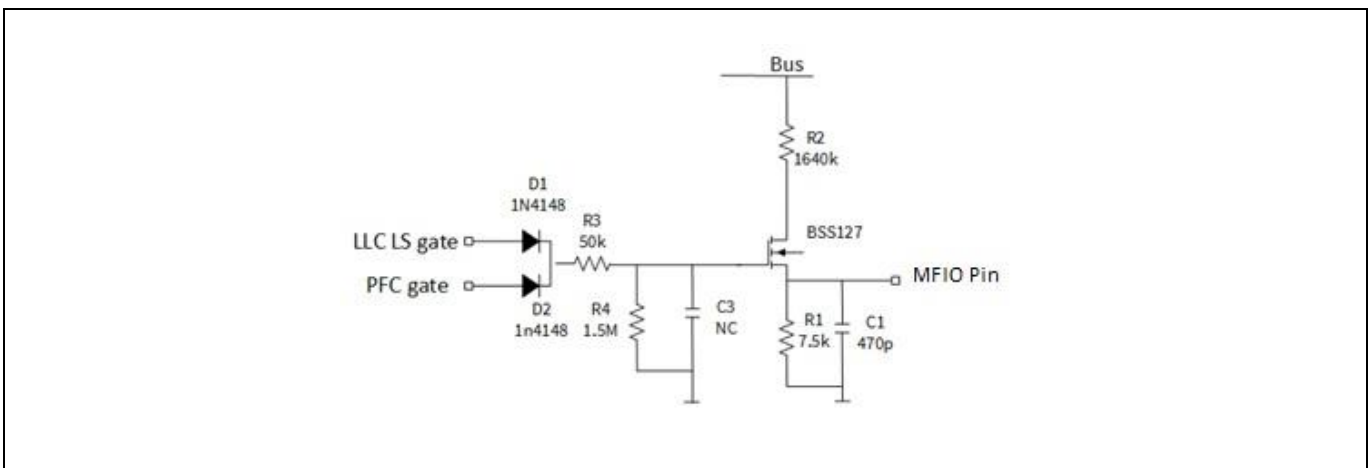 Bus
R2
1640k
D1
1N4148
R3
50k
BSS127
LLC LS gate
MFIO Pin
PFC gate
D2
1n4148
R4
1.5M
C3
NC
R1
7.5k
C1
470p